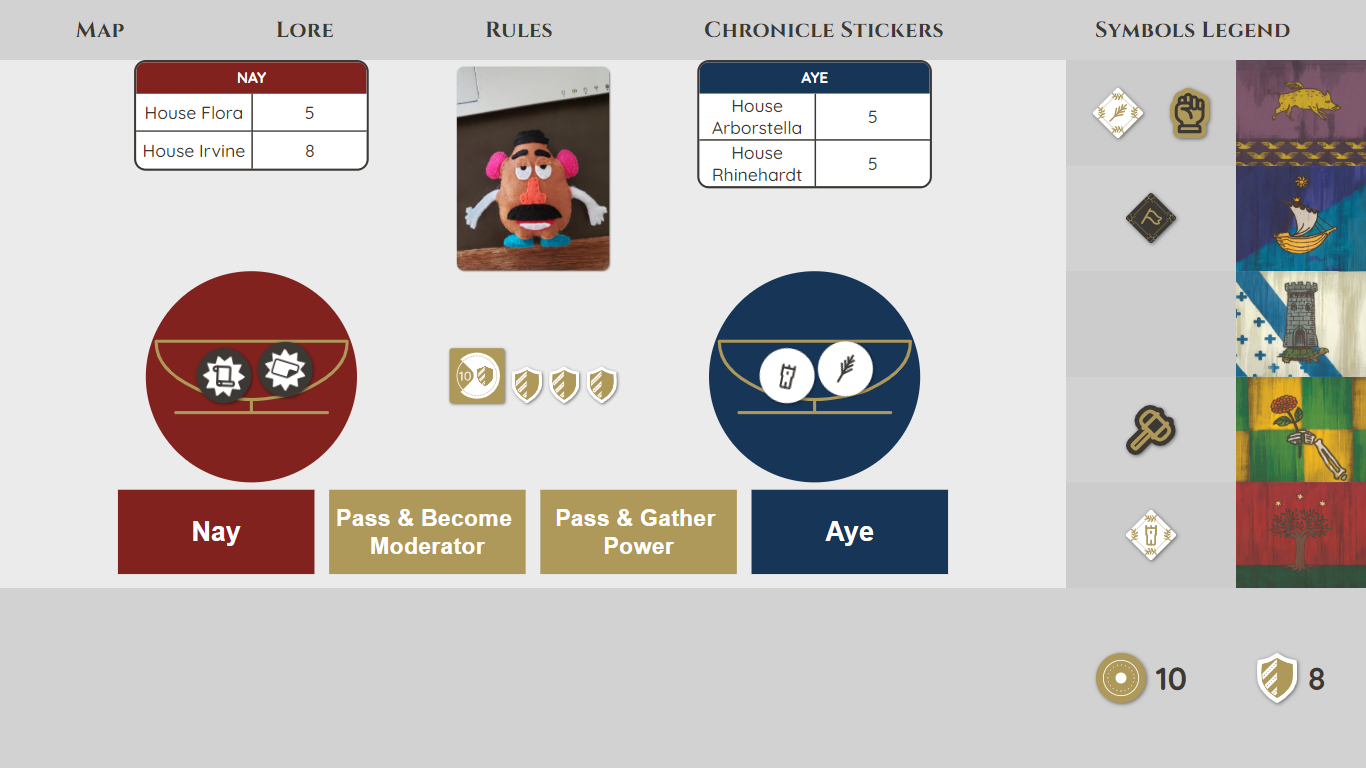 MAP
LORE
RULES
CHRONICLE STICKERS
SYMBOLS LEGEND
NAY
House Flora 5
House Irvine 8
AYE
House
Arborstella 5
House
Rhinehardt 5
10
Nay
Pass & Become
Moderator
Pass & Gather
Power
Aye
10
8